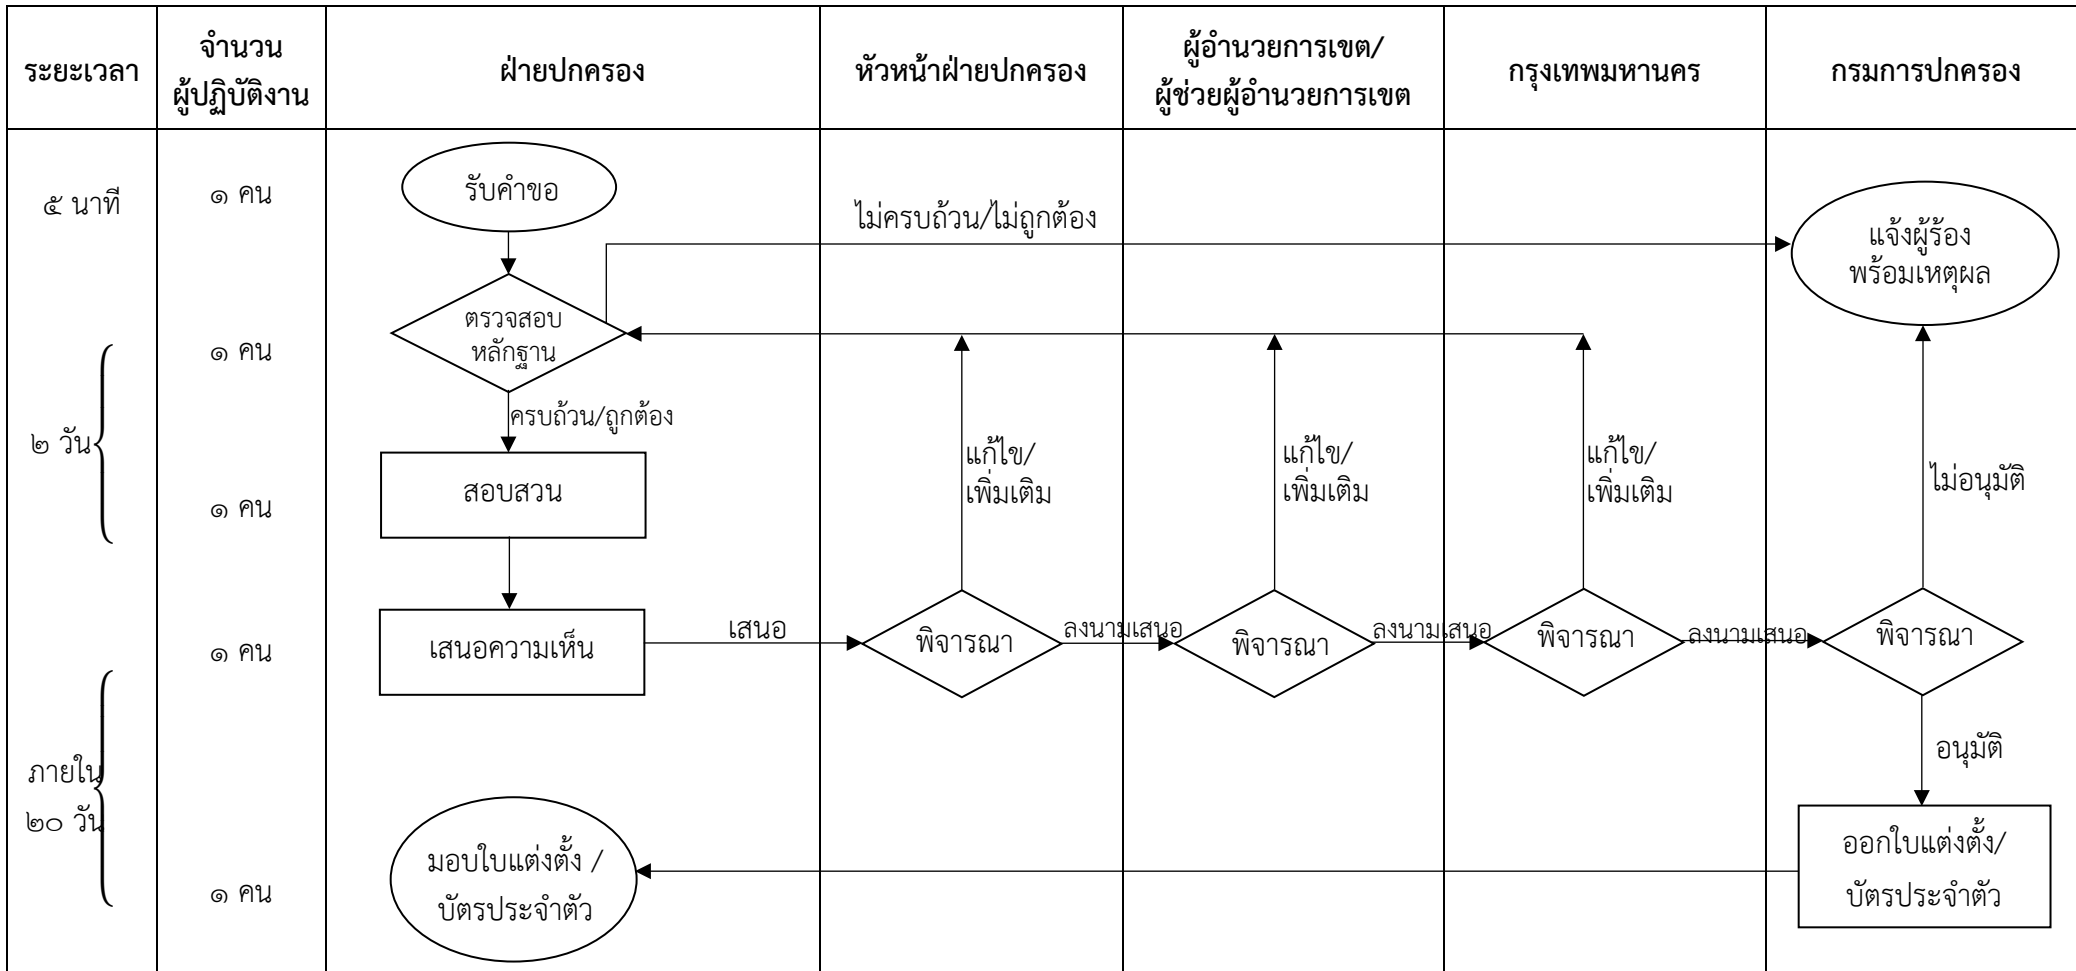 ระยะเวลา
จำนวน
ผู้ปฏิบัติงาน
ฝ่ายปกครอง
หัวหน้าฝ่ายปกครอง
ผู้อำนวยการเขต/
ผู้ช่วยผู้อำนวยการเขต
กรุงเทพมหานคร
กรมการปกครอง
๕ นาที
๑ คน
รับคำขอ
ไม่ครบถ้วน/ไม่ถูกต้อง
แจ้งผู้ร้อง
พร้อมเหตุผล
๑ คน
ตรวจสอบ
หลักฐาน
ครบถ้วน/ถูกต้อง
๒ วัน
๑ คน
สอบสวน
แก้ไข/
เพิ่มเติม
แก้ไข/
เพิ่มเติม
แก้ไข/
เพิ่มเติม
ไม่อนุมัติ
๑ คน
เสนอความเห็น
เสนอ
พิจารณา
ลงนามเสนอ
พิจารณา
ลงนามเสนอ
พิจารณา
ลงนามเสนอ
พิจารณา
อนุมัติ
ภายใน
๒๐ วัน
๑ คน
มอบใบแต่งตั้ง /
บัตรประจำตัว
ออกใบแต่งตั้ง/
บัตรประจำตัว